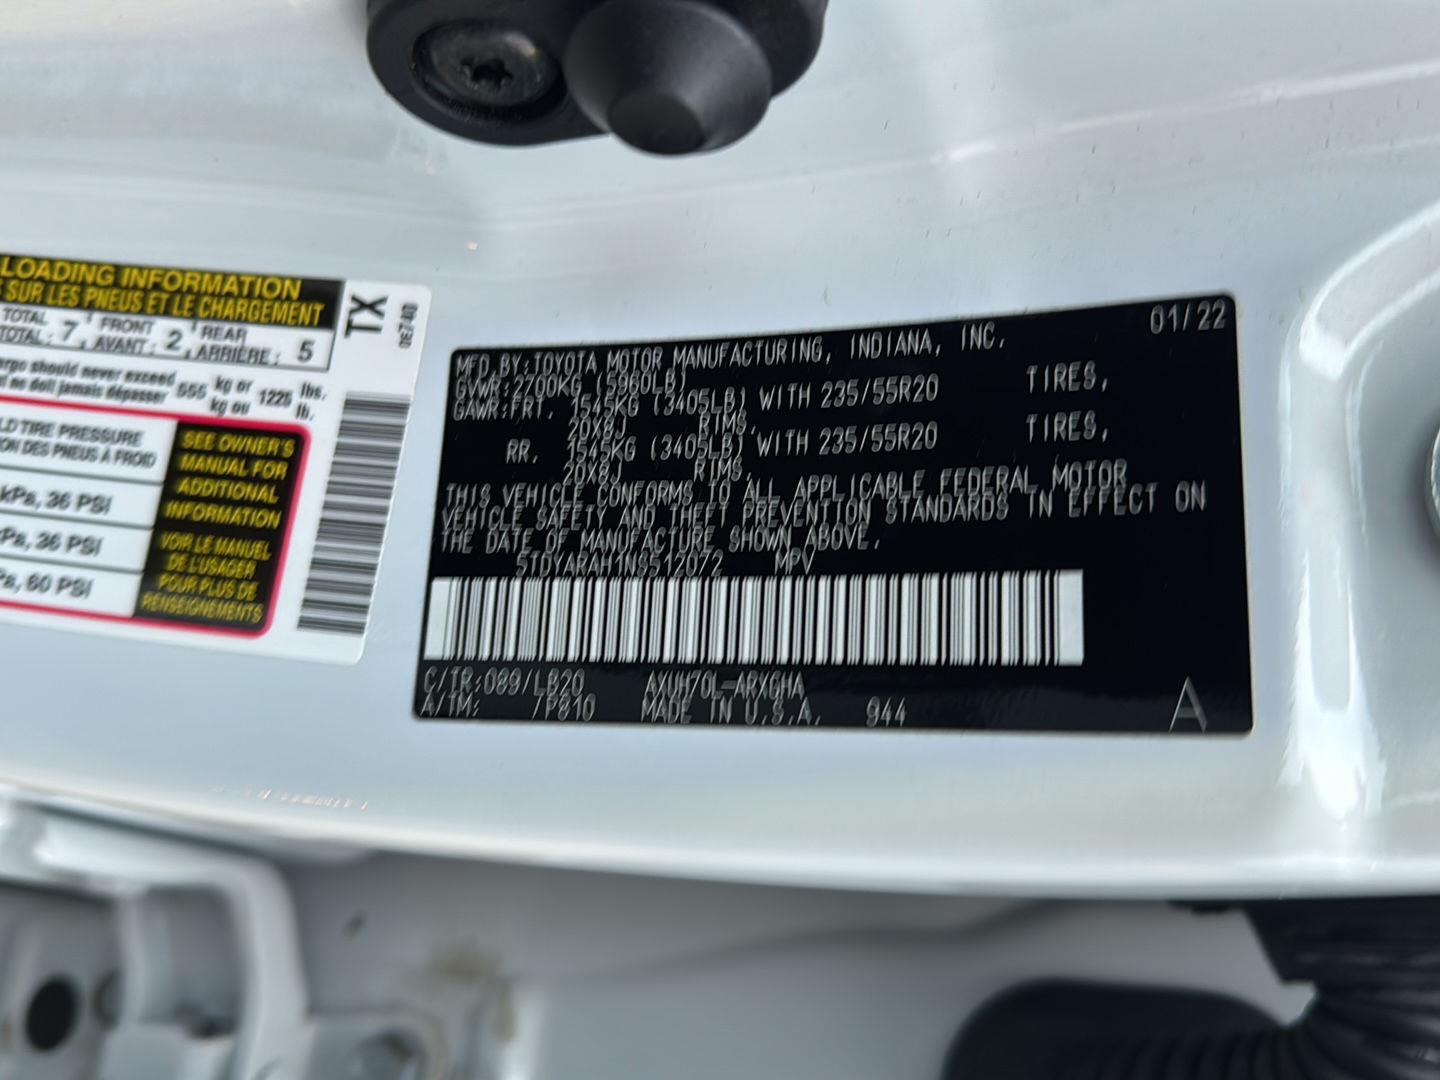 LOADING INFORMATION
SUR LES PNEUS ET LE CHARGEMENT
TOTAL 7 FRONT 2 REAR 5
TOTAL: AVANT: ARRIÈRE:
should never exceed 555 kg or 1225 lbs.
ne doit jamais dépasser kg ou lb.
TIRE PRESSURE
DES PNEUS À FROID
kPa, 36 PSI
kPa, 36 PSI
60 PSI
SEE OWNER'S
MANUAL FOR
ADDITIONAL
INFORMATION
VOIR LE MANUEL
DE L'USAGER
POUR PLUS DE
RENSEIGNEMENTS
TX
0E740
MFD.BY:TOYOTA MOTOR MANUFACTURING, INDIANA, INC. 01/22
GVWR:2700KG (5960LB)
GAWR:FRT. 1545KG (3405LB) WITH 235/55R20 TIRES,
20X8J RIMS,
RR. 1545KG (3405LB) WITH 235/55R20 TIRES,
20X8J RIMS,
THIS VEHICLE CONFORMS TO ALL APPLICABLE FEDERAL MOTOR
VEHICLE SAFETY AND THEFT PREVENTION STANDARDS IN EFFECT ON
THE DATE OF MANUFACTURE SHOWN ABOVE.
5TDYARAH1NS512072 MPV
C/TR:089/LB20 AXUH70L-ARXGHA
A/TM: /P810 MADE IN U.S.A. 944
A